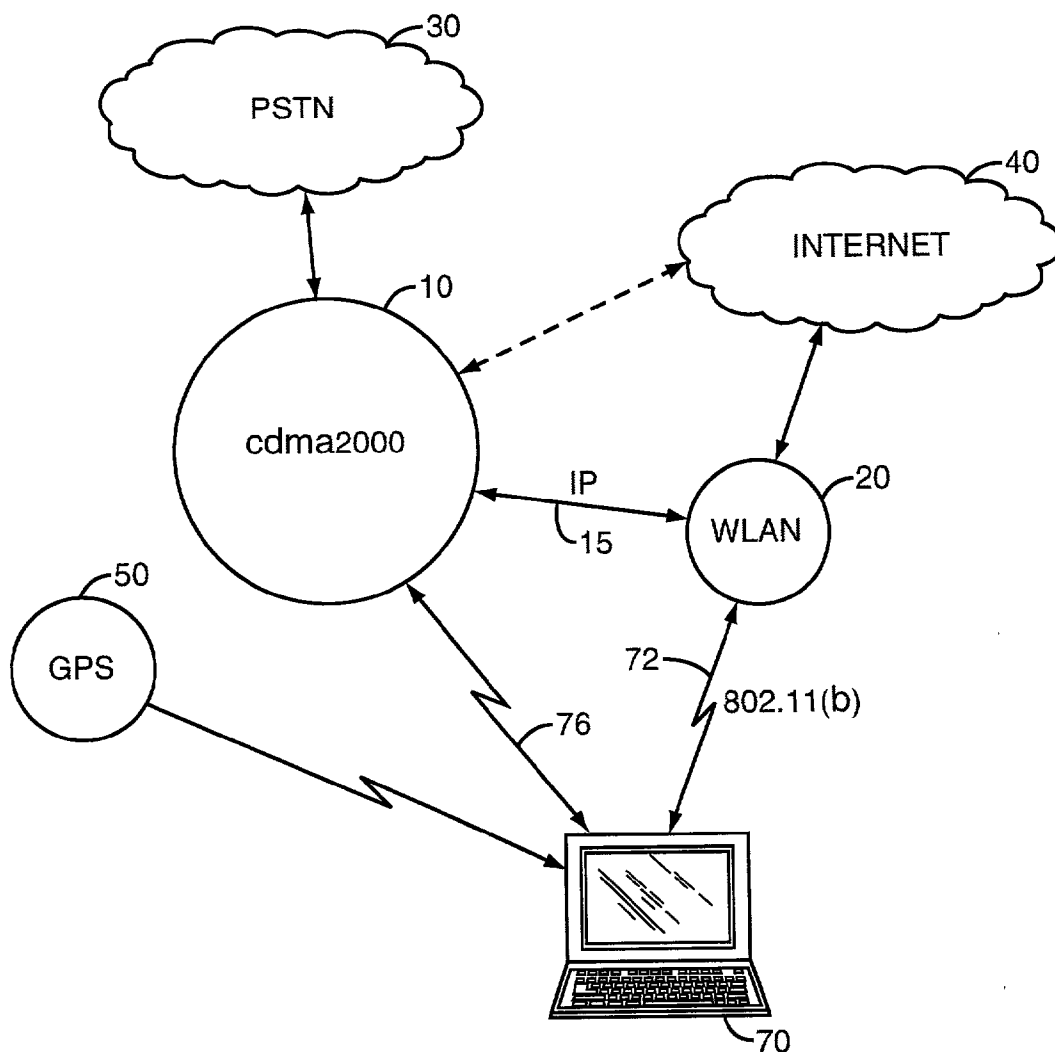 30
PSTN
40
INTERNET
10
cdma2000
IP
15
20
WLAN
50
GPS
72
802.11(b)
76
70